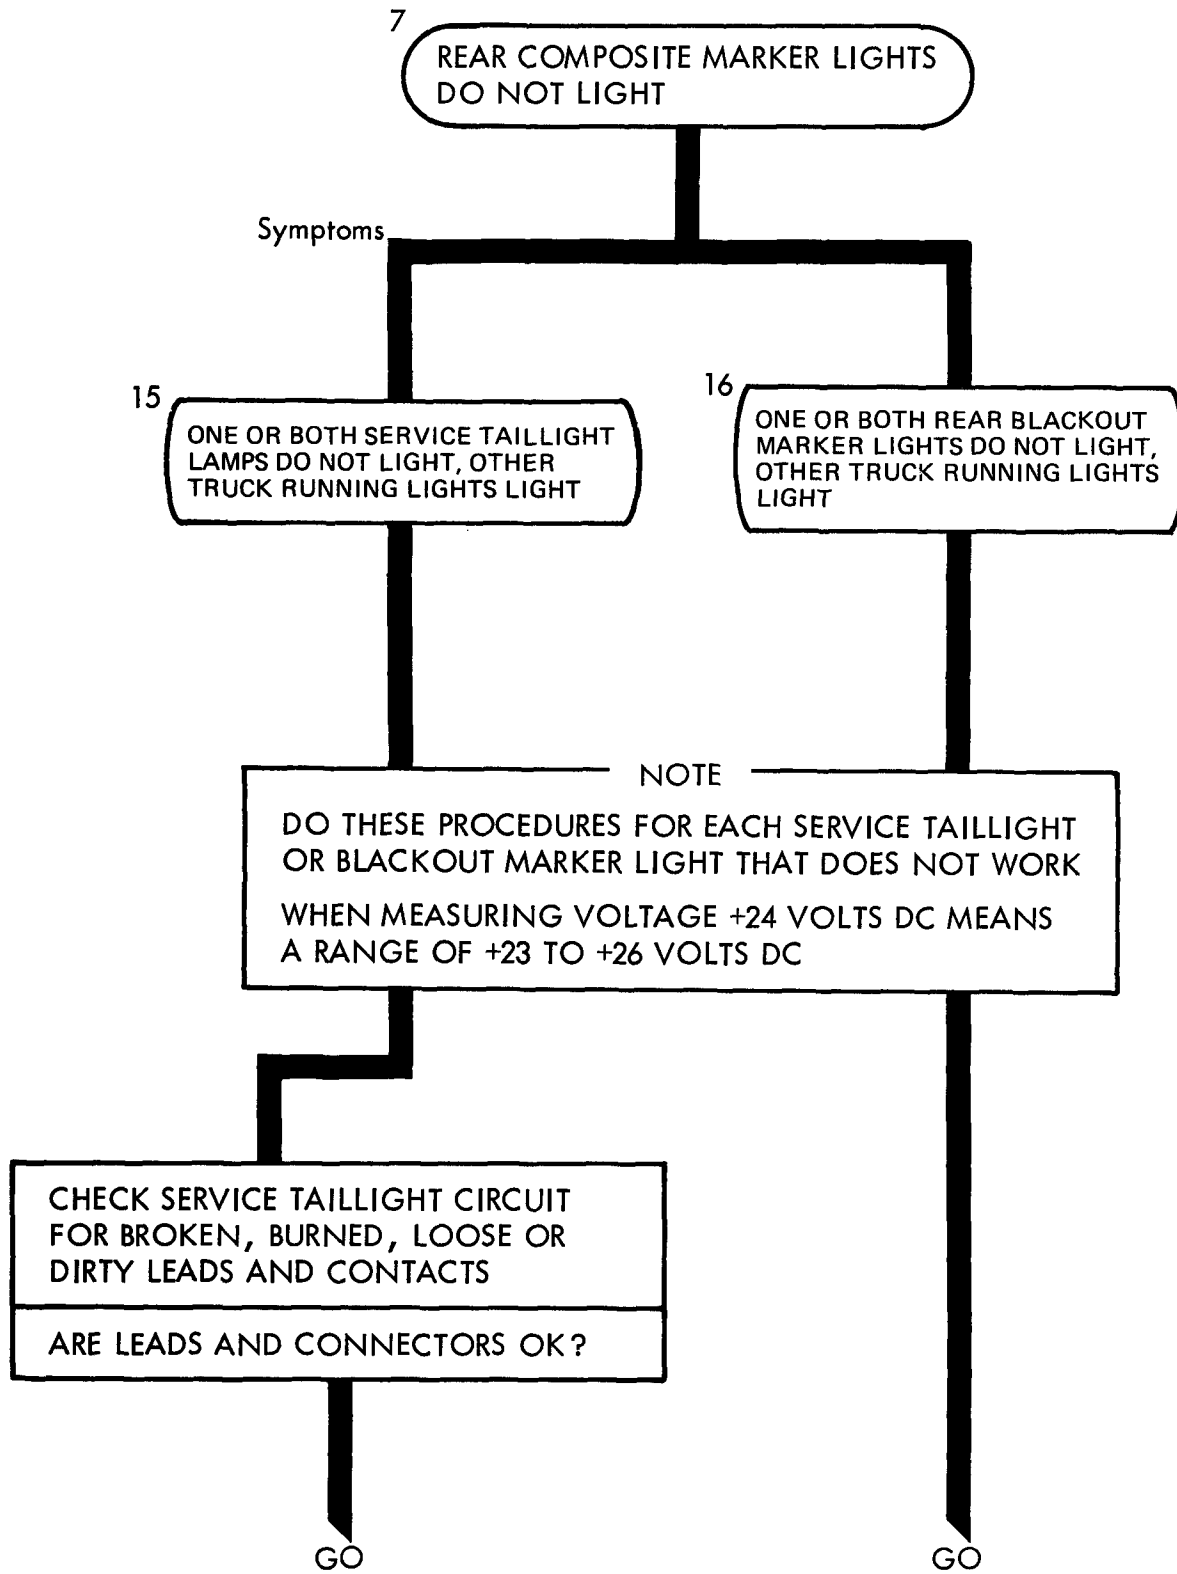 7
REAR COMPOSITE MARKER LIGHTS
DO NOT LIGHT
Symptoms
15
ONE OR BOTH SERVICE TAILLIGHT
LAMPS DO NOT LIGHT, OTHER
TRUCK RUNNING LIGHTS LIGHT
16
ONE OR BOTH REAR BLACKOUT
MARKER LIGHTS DO NOT LIGHT,
OTHER TRUCK RUNNING LIGHTS
LIGHT
NOTE
DO THESE PROCEDURES FOR EACH SERVICE TAILLIGHT
OR BLACKOUT MARKER LIGHT THAT DOES NOT WORK
WHEN MEASURING VOLTAGE +24 VOLTS DC MEANS
A RANGE OF +23 TO +26 VOLTS DC
CHECK SERVICE TAILLIGHT CIRCUIT
FOR BROKEN, BURNED, LOOSE OR
DIRTY LEADS AND CONTACTS
ARE LEADS AND CONNECTORS OK?
GO
GO